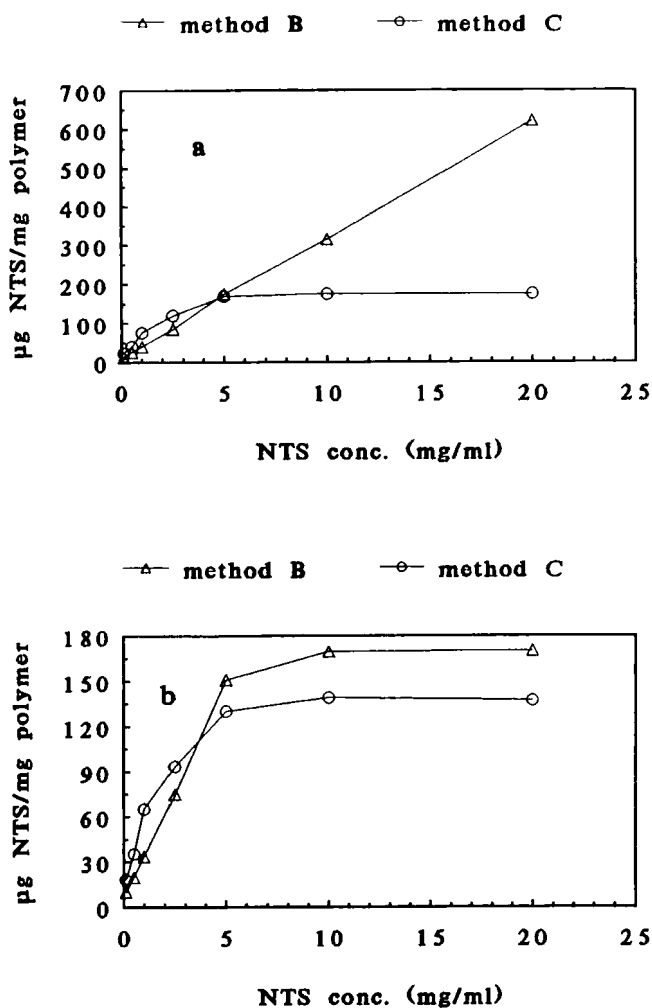 method B method C
700
600
500
400
300
200
100
0
a
µg NTS/mg polymer
0 5 10 15 20 25
NTS conc. (mg/ml)
method B method C
180
150
120
90
60
30
0
b
µg NTS/mg polymer
0 5 10 15 20 25
NTS conc. (mg/ml)